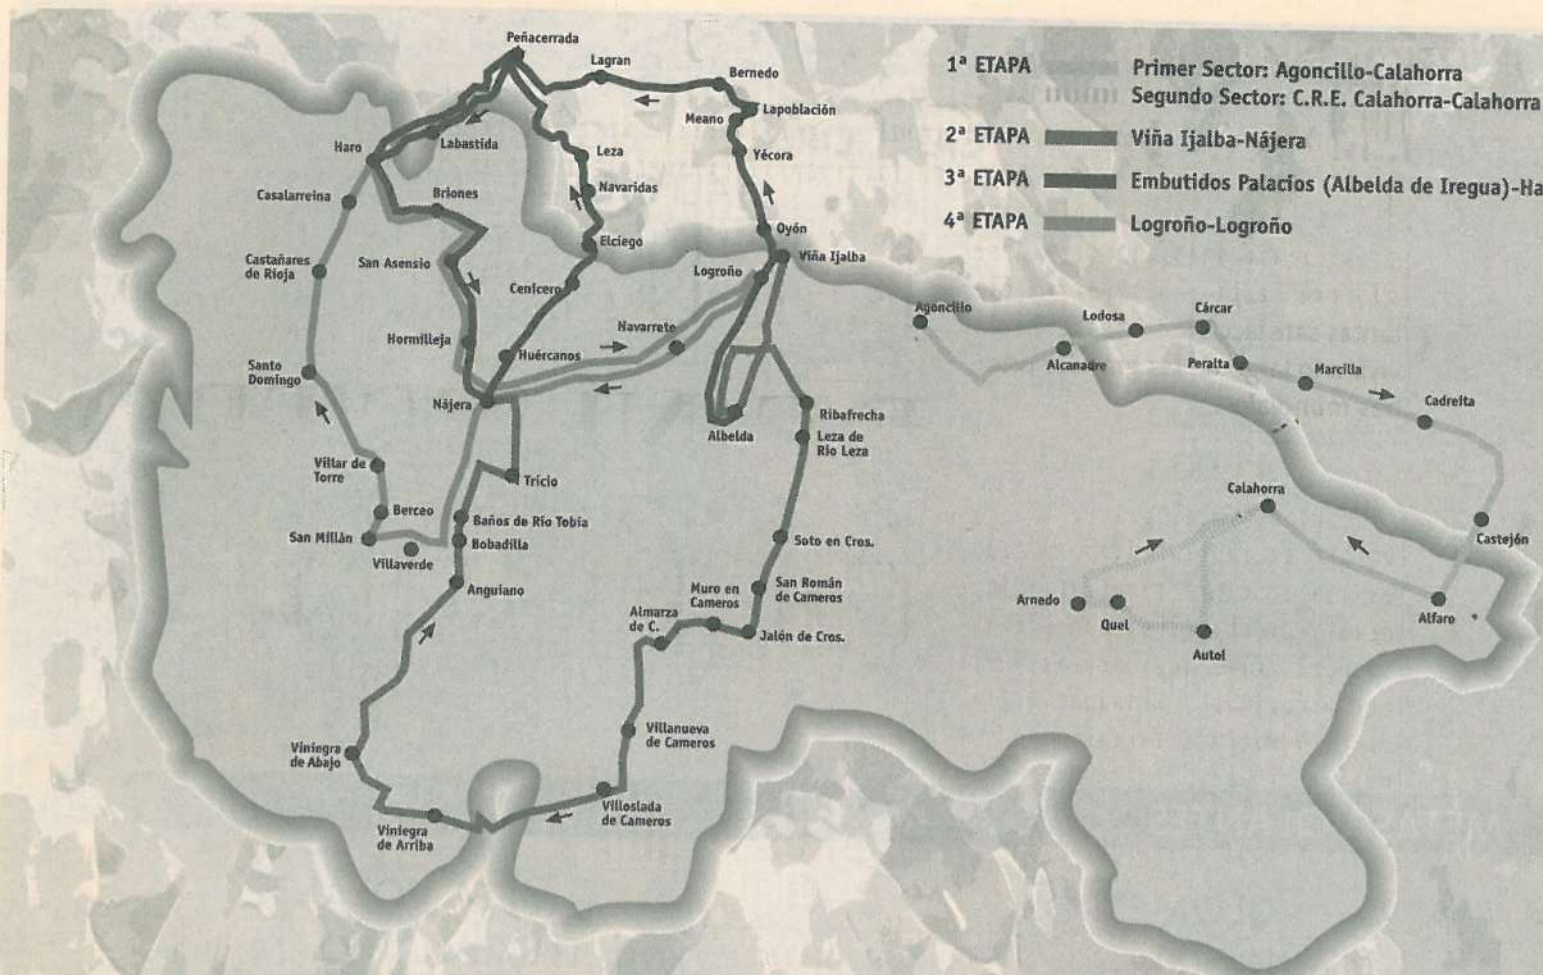 1ª ETAPA Primer Sector: Agoncillo-Calahorra
Segundo Sector: C.R.E. Calahorra-Calahorra
2ª ETAPA Viña Ijalba-Nájera
3ª ETAPA Embutidos Palacios (Albelda de Iregua)-Ha
4ª ETAPA Logroño-Logroño
Peñacerrada
Lagran
Bernedo
Lapoblación
Meano
Yécora
Labastida
Haro
Leza
Navaridas
Casalarreina
Briones
Oyón
Elciego
Viña Ijalba
Castañares
de Rioja
San Asensio
Logroño
Cenicero
Agoncillo
Lodosa
Cárcar
Navarrete
Hormilleja
Huércanos
Alcanadre
Peralta
Marcilla
Santo
Domingo
Nájera
Cadreita
Albelda
Ribafrecha
Leza de
Río Leza
Villar de
Torre
Tricio
Calahorra
Berceo
Baños de Río Tobía
San Millán
Bobadilla
Villaverde
Soto en Cros.
Castejón
Anguiano
Muro en
Cameros
San Román
de Cameros
Almarza
de C.
Jalón de Cros.
Arnedo
Quel
Autol
Alfaro
Villanueva
de Cameros
Viniegra
de Abajo
Villoslada
de Cameros
Viniegra
de Arriba